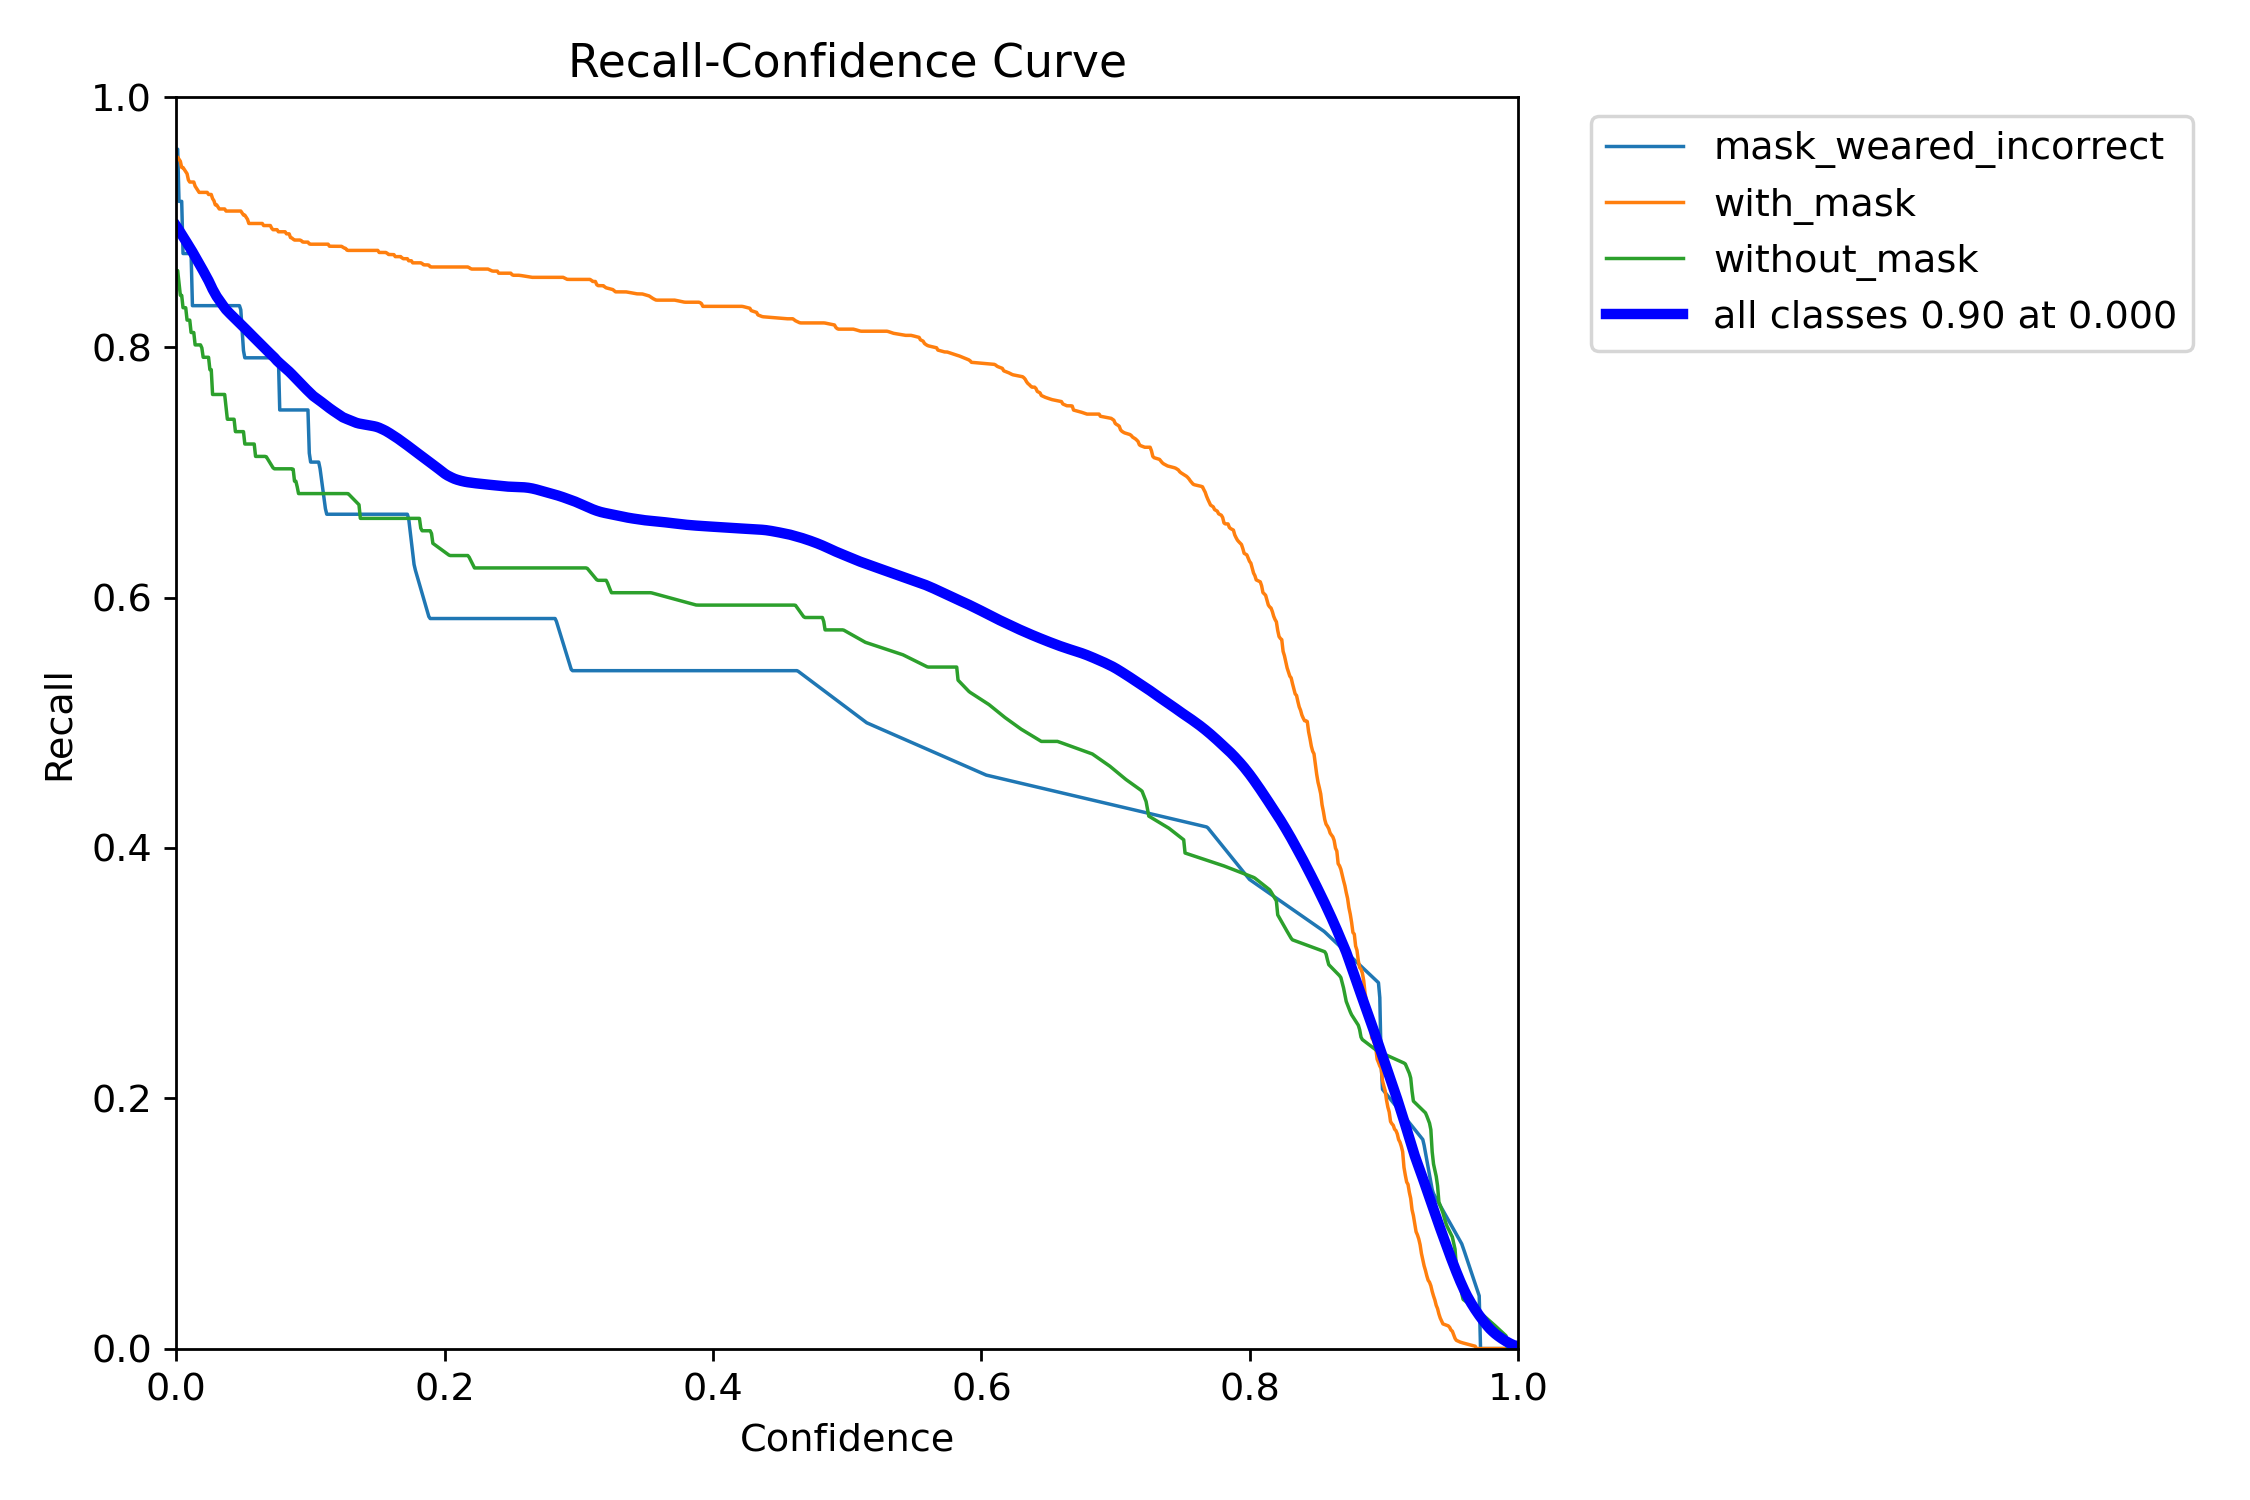 Recall-Confidence Curve
1.0
0.8
0.6
0.4
0.2
0.0
Recall
0.0 0.2 0.4 0.6 0.8 1.0
Confidence
mask_weared_incorrect
with_mask
without_mask
all classes 0.90 at 0.000